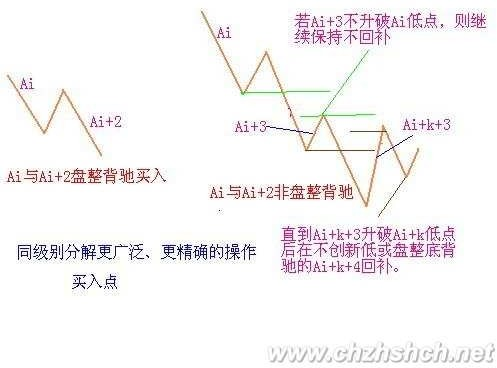 Ai
若Ai+3不升破Ai低点，则继
续保持不回补
Ai
Ai+2
Ai+3
Ai+k+3
Ai与Ai+2盘整背驰买入
Ai与Ai+2非盘整背驰
直到Ai+k+3升破Ai+k低点
后在不创新低或盘整底背
驰的Ai+k+4回补。
同级别分解更广泛、更精确的操作
买入点
www.chzhshch.net